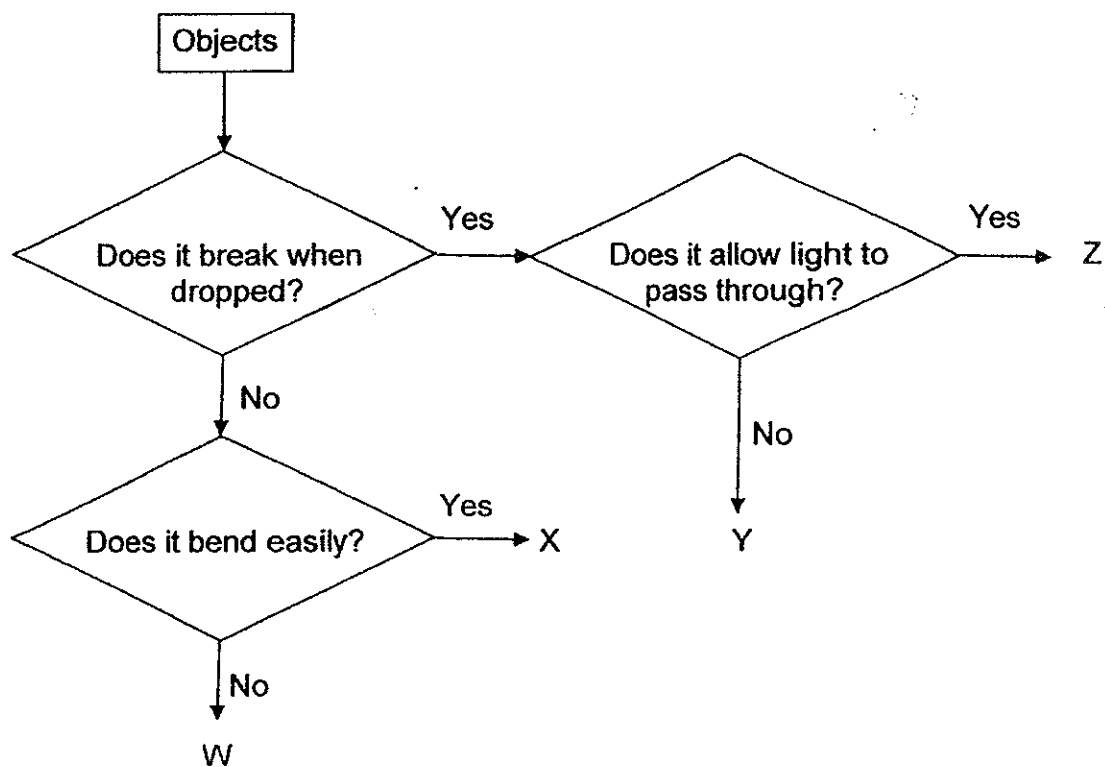 Objects
Does it break when
dropped?
Yes
Does it allow light to
pass through?
Yes
Z
No
No
Y
Does it bend easily?
Yes
X
No
W